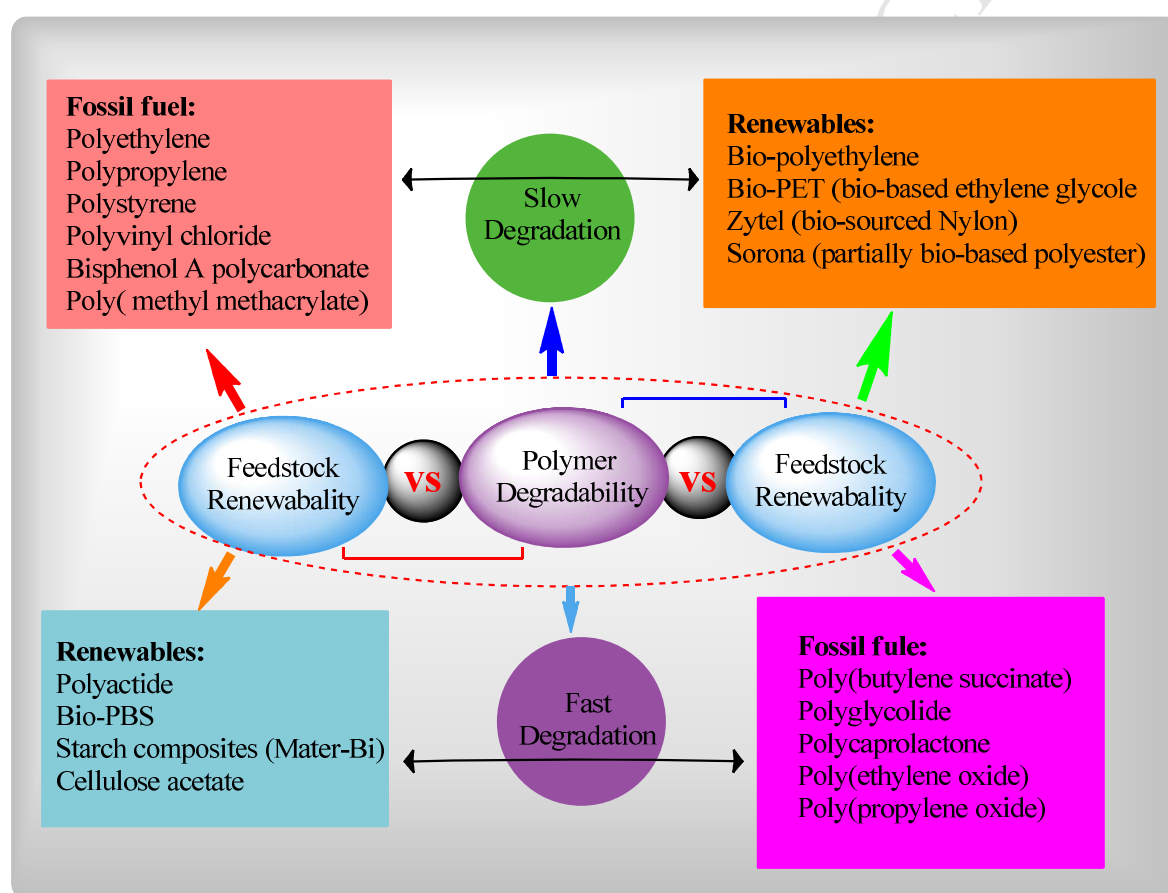 Fossil fuel:
Polyethylene
Polypropylene
Polystyrene
Polyvinyl chloride
Bisphenol A polycarbonate
Poly( methyl methacrylate)
Slow
Degradation
Renewables:
Bio-polyethylene
Bio-PET (bio-based ethylene glycole
Zytel (bio-sourced Nylon)
Sorona (partially bio-based polyester)
Feedstock
Renewabality
vs
Polymer
Degradability
vs
Feedstock
Renewabality
Renewables:
Polyactide
Bio-PBS
Starch composites (Mater-Bi)
Cellulose acetate
Fast
Degradation
Fossil fule:
Poly(butylene succinate)
Polyglycolide
Polycaprolactone
Poly(ethylene oxide)
Poly(propylene oxide)